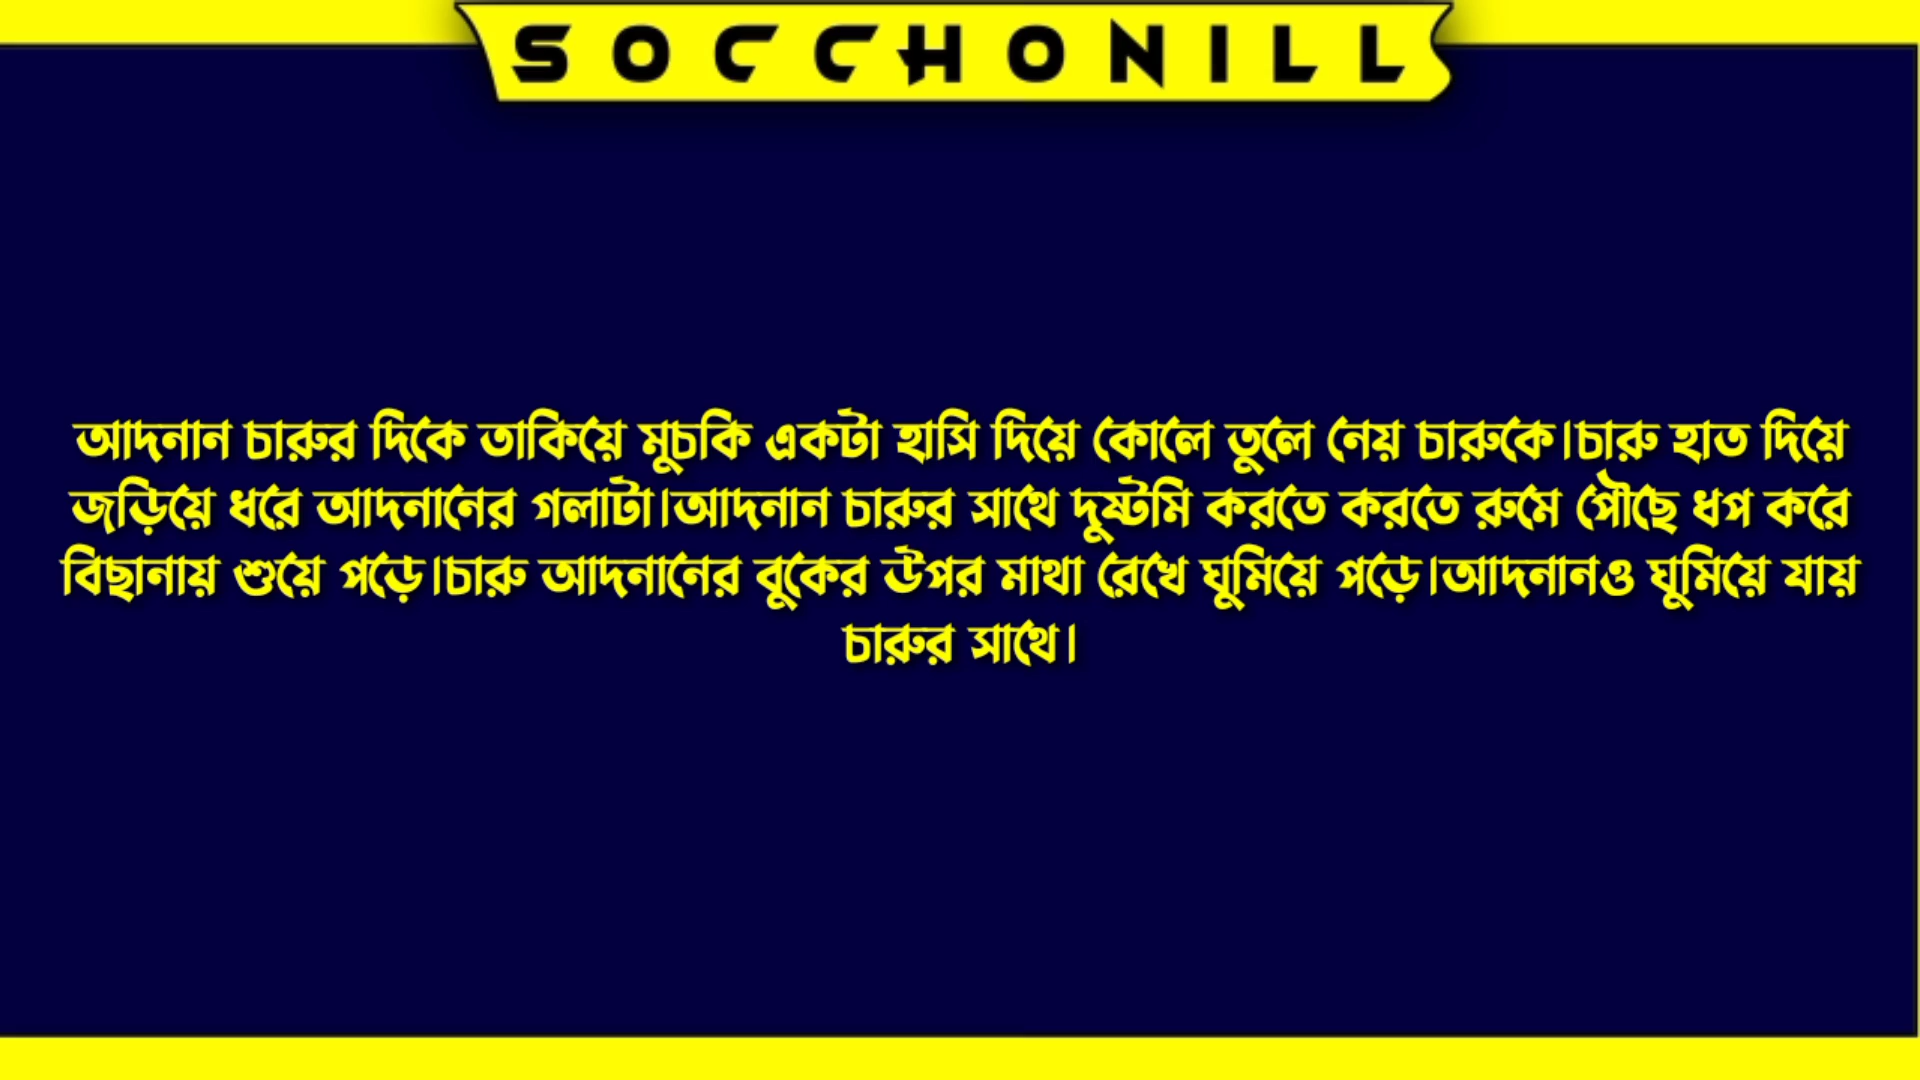 SOCCHONILL
আদনান চারুর দিকে তাকিয়ে মুচকি একটা হাসি দিয়ে কোলে তুলে নেয় চারুকে।চারু হাত দিয়ে
জড়িয়ে ধরে আদনানের গলাটা।আদনান চারুর সাথে দুষ্টমি করতে করতে রুমে পৌছে ধপ করে
বিছানায় শুয়ে পড়ে।চারু আদনানের বুকের উপর মাথা রেখে ঘুমিয়ে পড়ে।আদনানও ঘুমিয়ে যায়
চারুর সাথে।